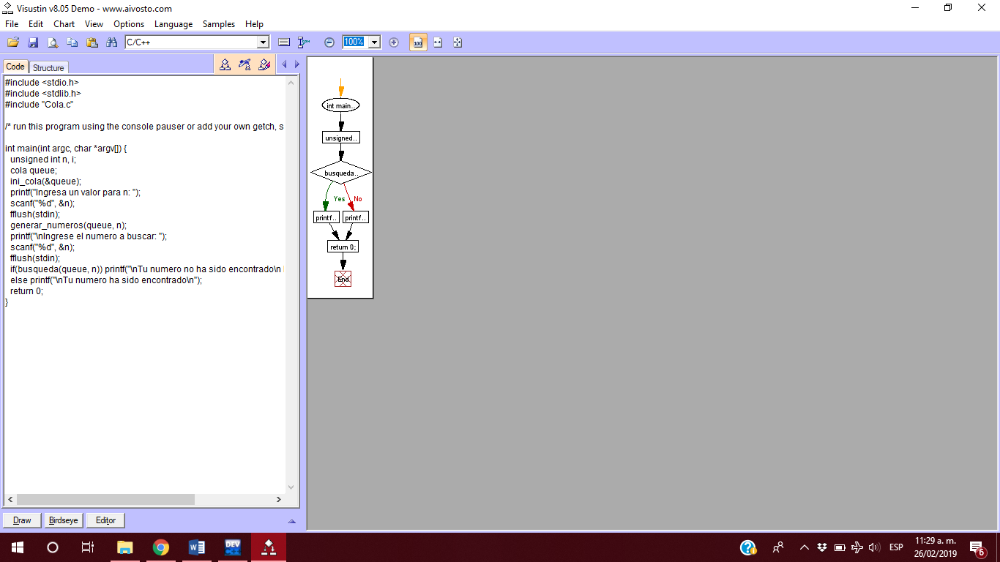 Visustin v8.05 Demo - www.aivosto.com
File Edit Chart View Options Language Samples Help
C/C++
100%
100
Code Structure
#include <stdio.h>
#include <stdlib.h>
#include "Cola.c"
/* run this program using the console pauser or add your own getch, s
int main(int argc, char *argv[]) {
unsigned int n, i;
cola queue;
ini_cola(&queue);
printf("Ingresa un valor para n: ");
scanf("%d", &n);
fflush(stdin);
generar_numeros(queue, n);
printf("\nIngrese el numero a buscar: ");
scanf("%d", &n);
fflush(stdin);
if(busqueda(queue, n)) printf("\nTu numero no ha sido encontrado\n
else printf("\nTu numero ha sido encontrado\n");
return 0;
}
int main..
unsigned..
busqueda..
Yes No
printf.. printf..
return 0;
End
Draw Birdseye Editor
DEV
ESP
11:29 a. m.
26/02/2019
6